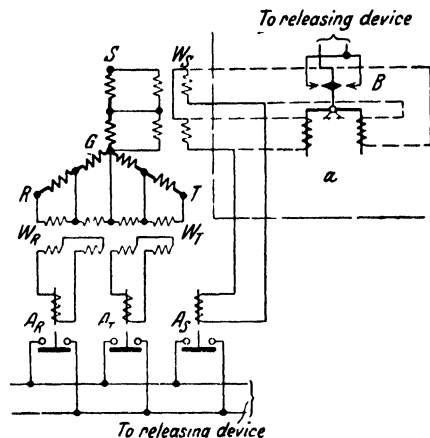 To releasing device
S
W_S
B
G
a
R
T
W_R
W_T
A_R
A_T
A_S
To releasing device